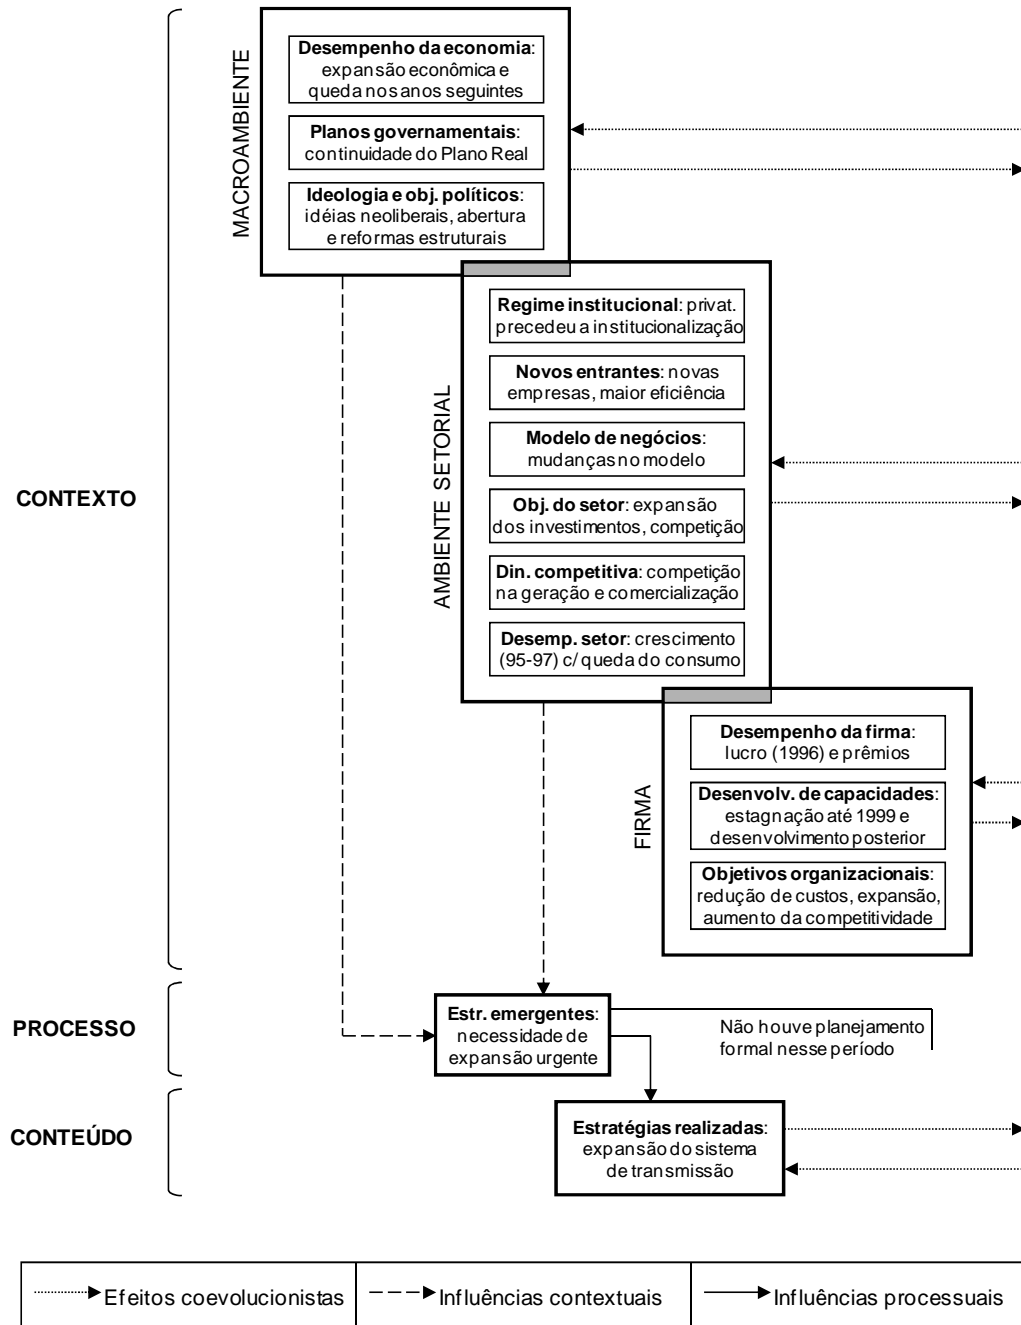 MACROAMBIENTE
Desempenho da economia:
expansão econômica e
queda nos anos seguintes
Planos governamentais:
continuidade do Plano Real
Ideologia e obj. políticos:
idéias neoliberais, abertura
e reformas estruturais
CONTEXTO
AMBIENTE SETORIAL
Regime institucional: privat.
precedeu a institucionalização
Novos entrantes: novas
empresas, maior eficiência
Modelo de negócios:
mudanças no modelo
Obj. do setor: expansão
dos investimentos, competição
Din. competitiva: competição
na geração e comercialização
Desemp. setor: crescimento
(95-97) c/ queda do consumo
FIRMA
Desempenho da firma:
lucro (1996) e prêmios
Desenvolv. de capacidades:
estagnação até 1999 e
desenvolvimento posterior
Objetivos organizacionais:
redução de custos, expansão,
aumento da competitividade
PROCESSO
Estr. emergentes:
necessidade de
expansão urgente
Não houve planejamento
formal nesse período
CONTEÚDO
Estratégias realizadas:
expansão do sistema
de transmissão
Efeitos coevolucionistas
Influências contextuais
Influências processuais